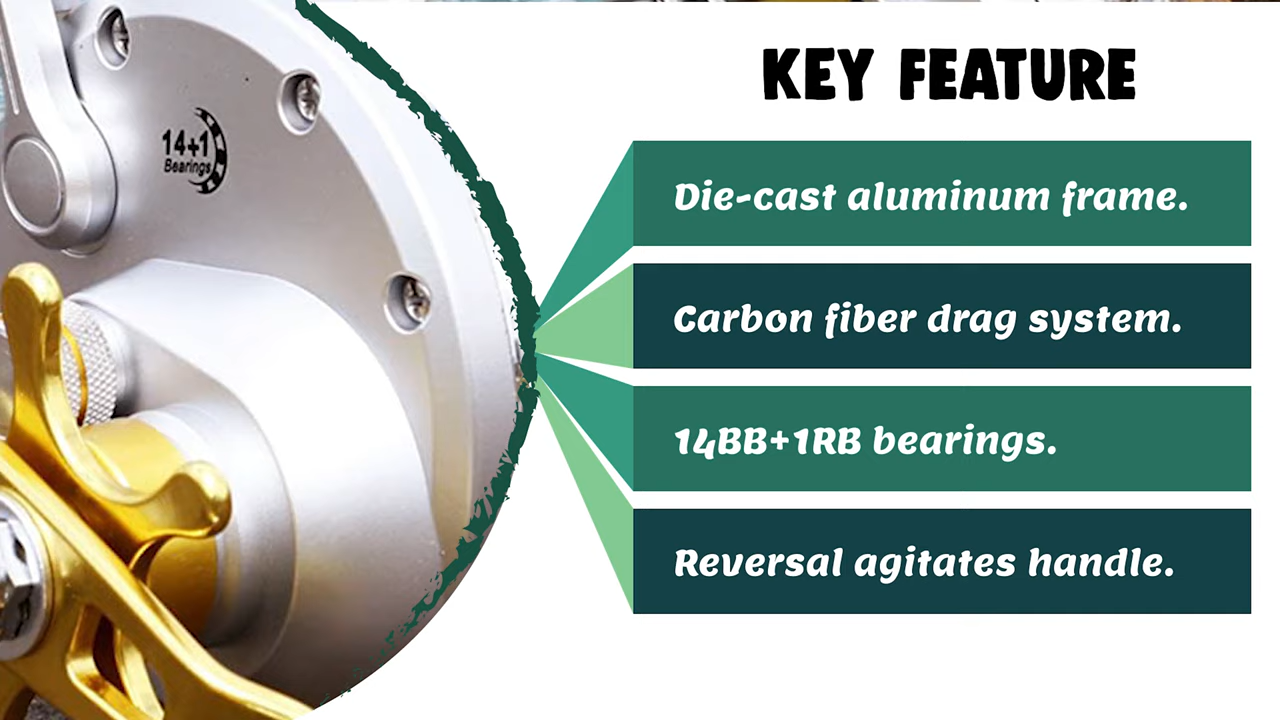 KEY FEATURE
14+1
Bearings
Die-cast aluminum frame.
Carbon fiber drag system.
14BB+1RB bearings.
Reversal agitates handle.